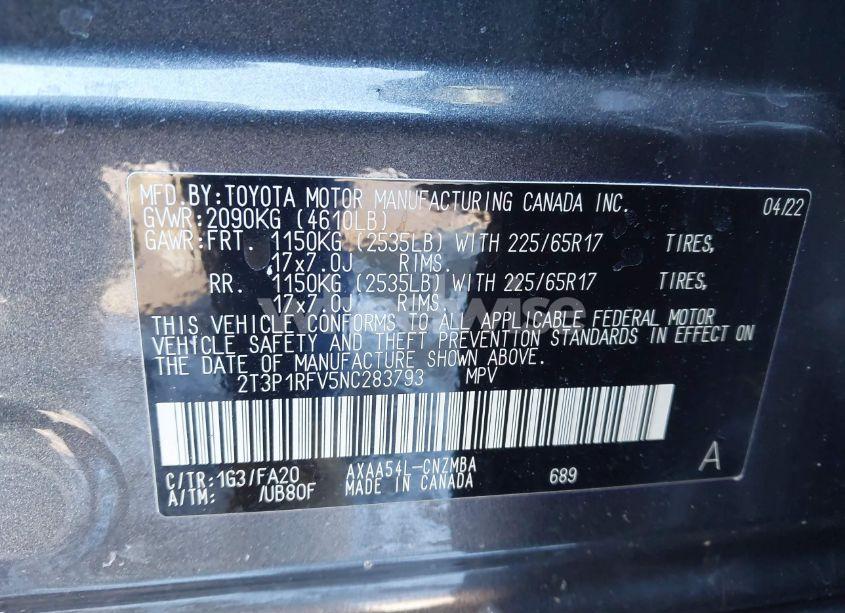 MFD.BY:TOYOTA MOTOR MANUFACTURING CANADA INC. 04/22
GVWR:2090KG (4610LB)
GAWR:FRT. 1150KG (2535LB) WITH 225/65R17 TIRES,
17x7.0J RIMS.
RR. 1150KG (2535LB) WITH 225/65R17 TIRES,
17x7.0J RIMS.
THIS VEHICLE CONFORMS TO ALL APPLICABLE FEDERAL MOTOR
VEHICLE SAFETY AND THEFT PREVENTION STANDARDS IN EFFECT ON
THE DATE OF MANUFACTURE SHOWN ABOVE.
2T3P1RFV5NC283793 MPV
C/TR:1G3/FA20 AXAA54L-CNZMBA 689 A
A/TM: /UB80F MADE IN CANADA